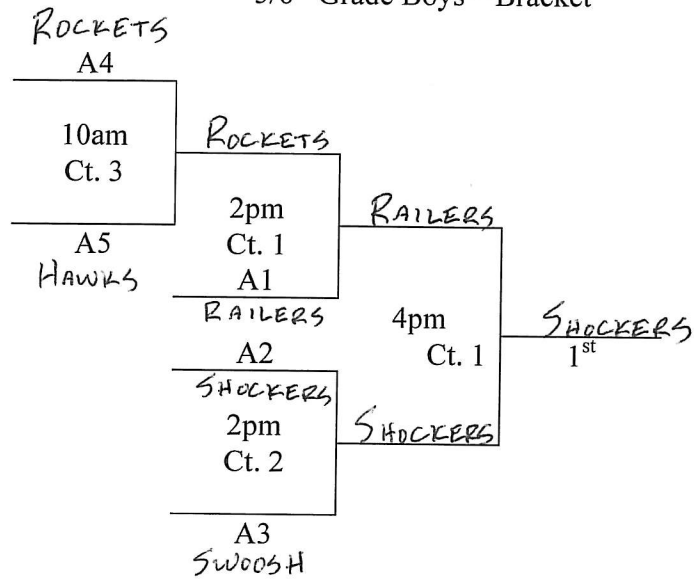 Grade Boys Bracket
ROCKETS
A4
10am
Ct. 3
A5
HAWKS
ROCKETS
2pm
Ct. 1
A1
RAILERS
A2
SHOCKERS
2pm
Ct. 2
A3
SWOOSH
RAILERS
4pm
Ct. 1
SHOCKERS
SHOCKERS
1st